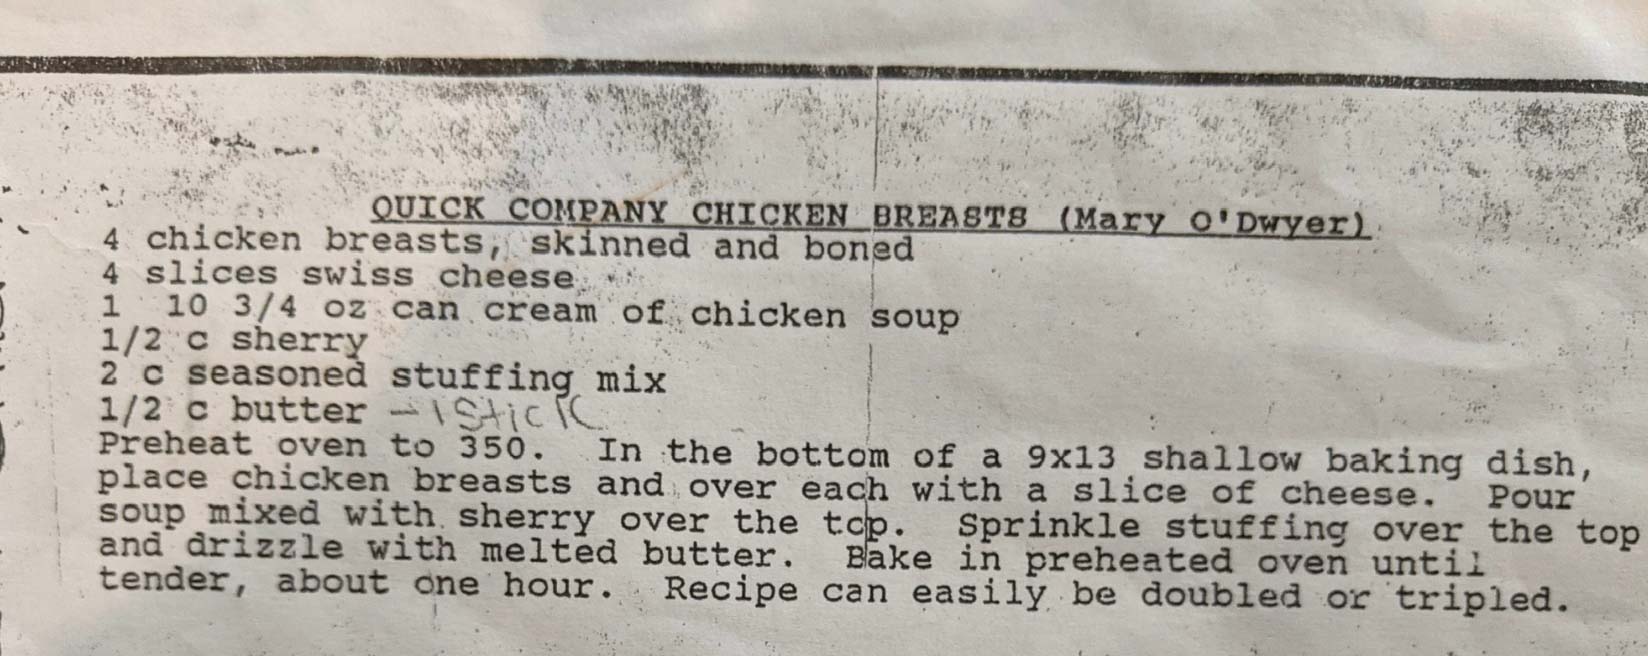 QUICK COMPANY CHICKEN BREASTS (Mary O'Dwyer)
4 chicken breasts, skinned and boned
4 slices swiss cheese
1 10 3/4 oz can cream of chicken soup
1/2 c sherry
2 c seasoned stuffing mix
1/2 c butter - 1 Stick
Preheat oven to 350. In the bottom of a 9x13 shallow baking dish,
place chicken breasts and over each with a slice of cheese. Pour
soup mixed with sherry over the top. Sprinkle stuffing over the top
and drizzle with melted butter. Bake in preheated oven until
tender, about one hour. Recipe can easily be doubled or tripled.